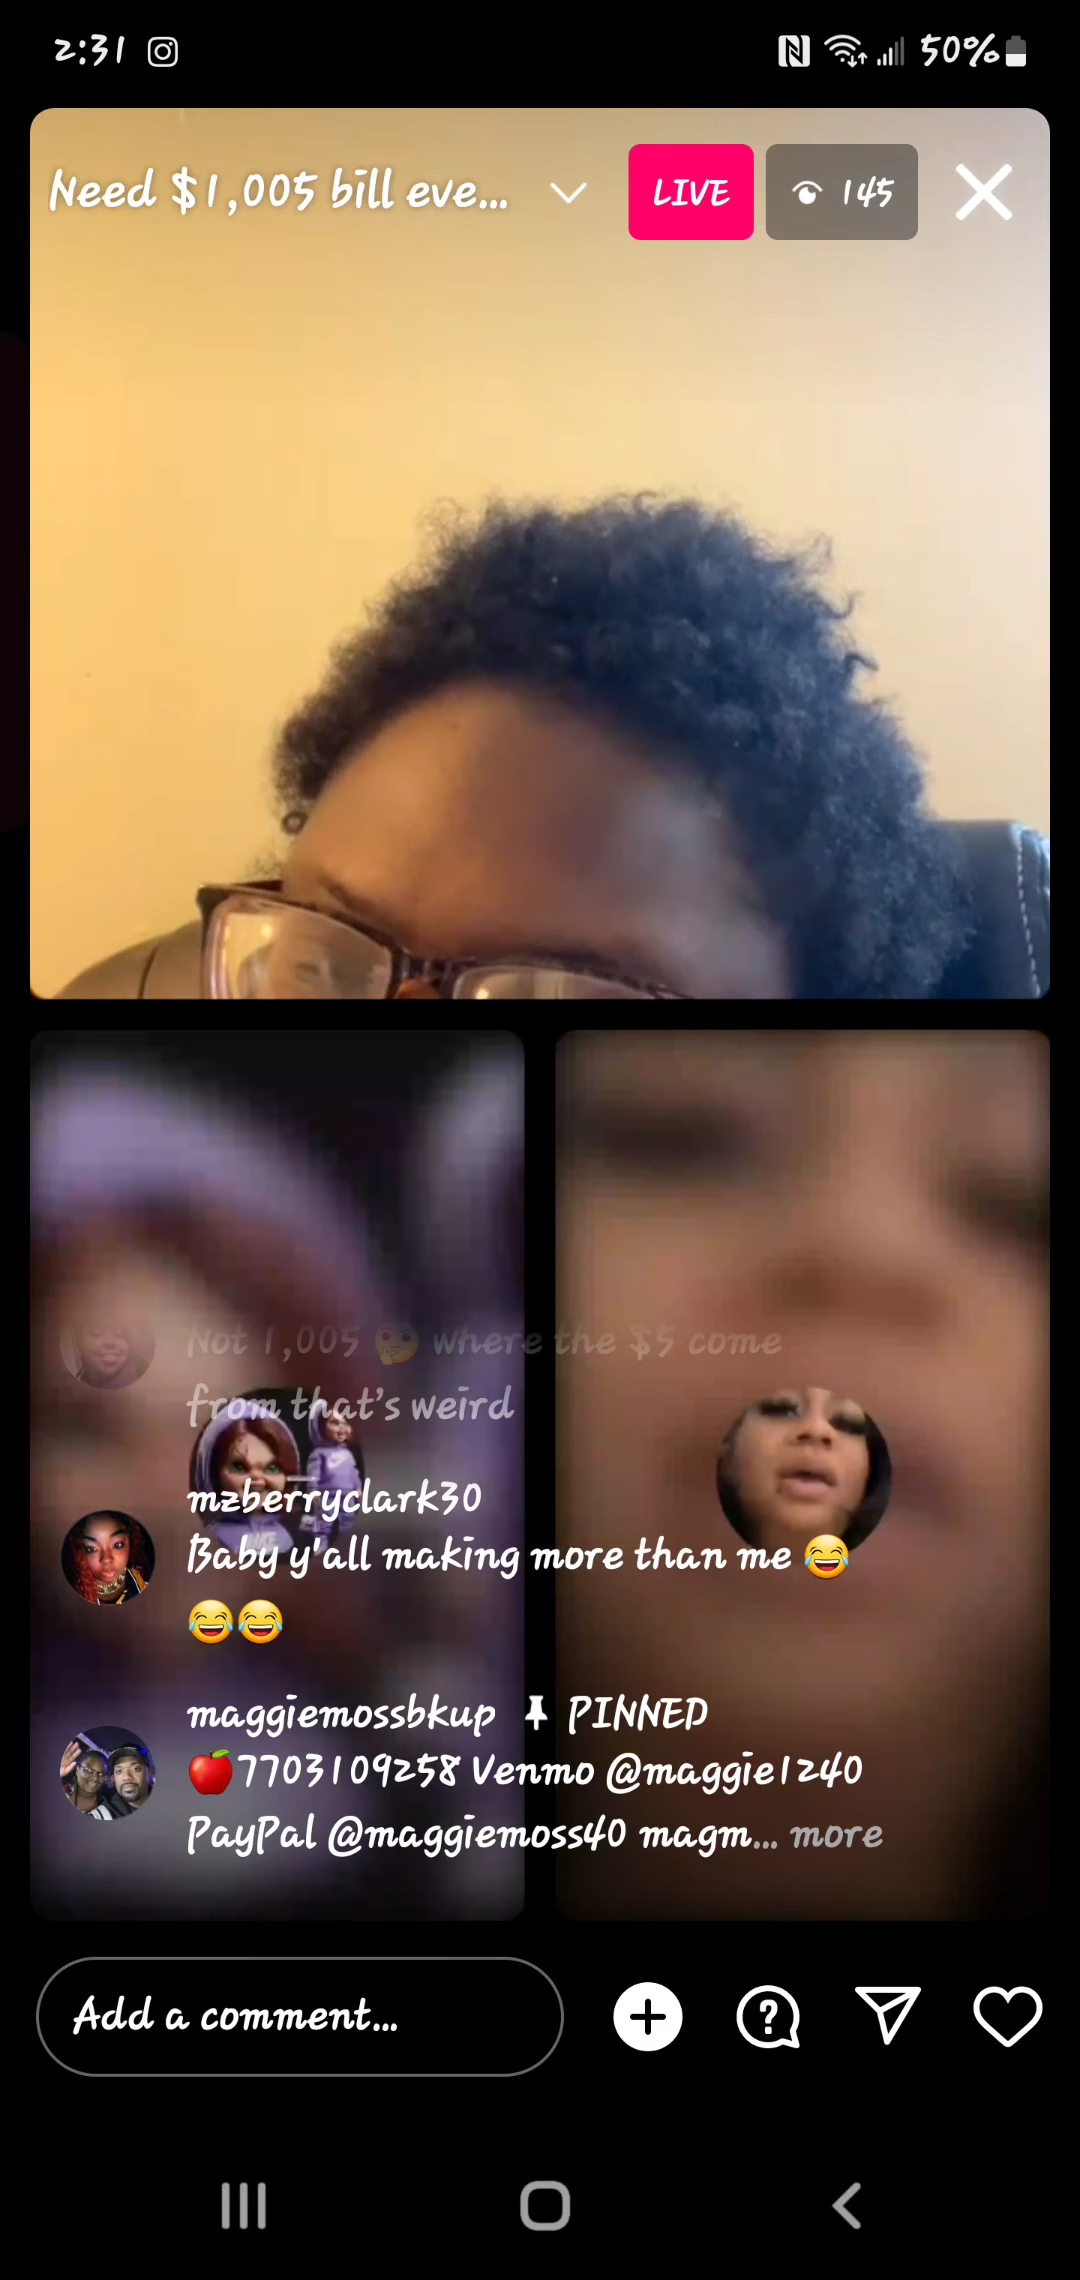 2:31
50%
Need $1,005 bill eve...
LIVE
145
Not 1,005 🤔 where the $5 come
from that's weird
mzberryclark30
Baby y'all making more than me 😂
😂😂
maggiemossbkup PINNED
🍎7703109258 Venmo @maggie1240
PayPal @maggiemoss40 magm... more
Add a comment...